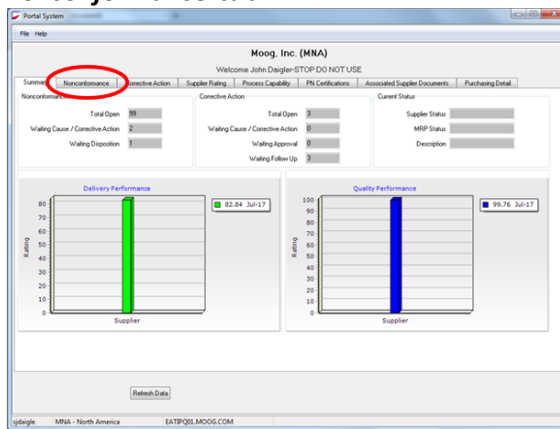 Portal System
File Help
Moog, Inc. (MNA)
Welcome John Daigler-STOP DO NOT USE
Summary Nonconformance Corrective Action Supplier Rating Process Capability PN Certifications Associated Supplier Documents Purchasing Detail
Corrective Action Current Status
Total Open 99 Total Open 3 Supplier Status
Waiting Cause / Corrective Action 2 Waiting Cause / Corrective Action 0 MRP Status
Waiting Disposition 1 Waiting Approval 0 Description
Waiting Follow Up 3
Delivery Performance Quality Performance
82.84 Jul-17 99.76 Jul-17
80 70 60 50 40 30 20 10 0
100 90 80 70 60 50 40 30 20 10 0
Rating Rating
Supplier Supplier
Refresh Data
sjdaigle MNA - North America EATIPQ01.MOOG.COM